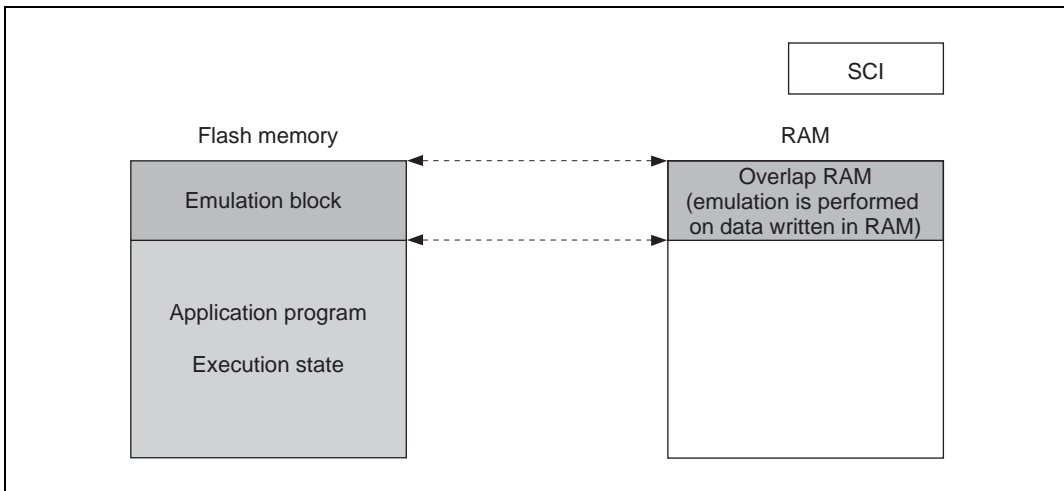 SCI
Flash memory
RAM
Emulation block
Overlap RAM
(emulation is performed
on data written in RAM)
Application program
Execution state